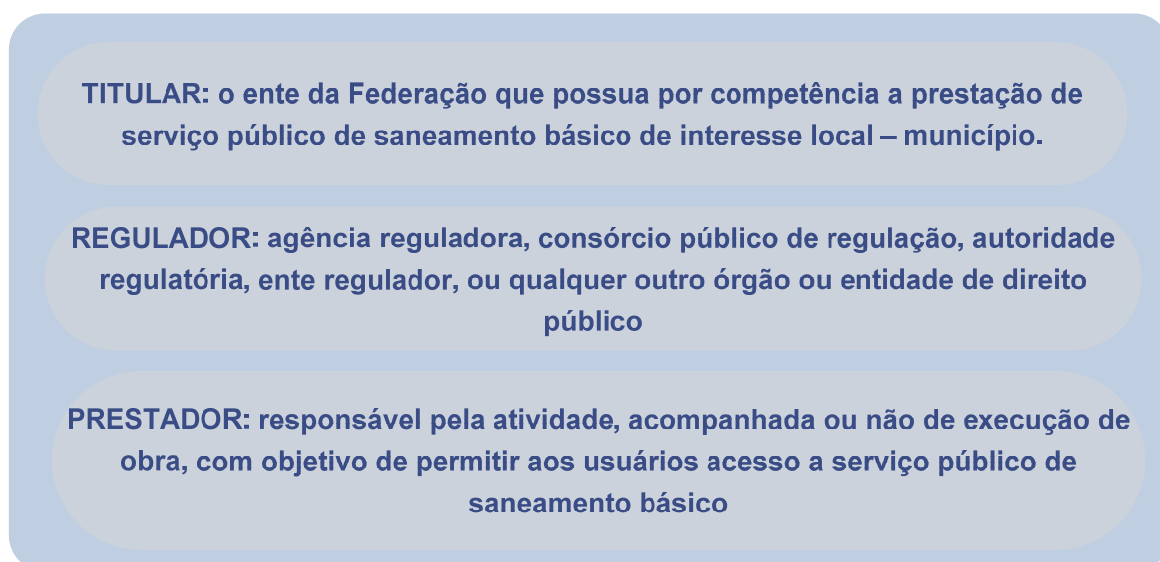 TITULAR: o ente da Federação que possua por competência a prestação de
serviço público de saneamento básico de interesse local – município.
REGULADOR: agência reguladora, consórcio público de regulação, autoridade
regulatória, ente regulador, ou qualquer outro órgão ou entidade de direito
público
PRESTADOR: responsável pela atividade, acompanhada ou não de execução de
obra, com objetivo de permitir aos usuários acesso a serviço público de
saneamento básico